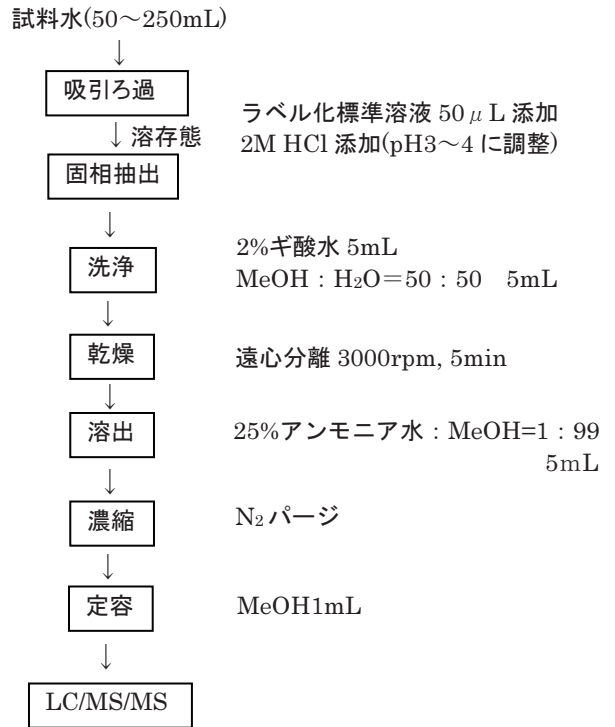 試料水(50～250mL)
↓
吸引ろ過
ラベル化標準溶液 50μL 添加
↓ 溶存態
2M HCl 添加(pH3～4 に調整)
固相抽出
↓
2%ギ酸水 5mL
洗浄
MeOH：H₂O＝50：50　5mL
↓
乾燥
遠心分離 3000rpm, 5min
↓
溶出
25%アンモニア水：MeOH=1：99
5mL
↓
濃縮
N₂ パージ
↓
定容
MeOH1mL
↓
LC/MS/MS